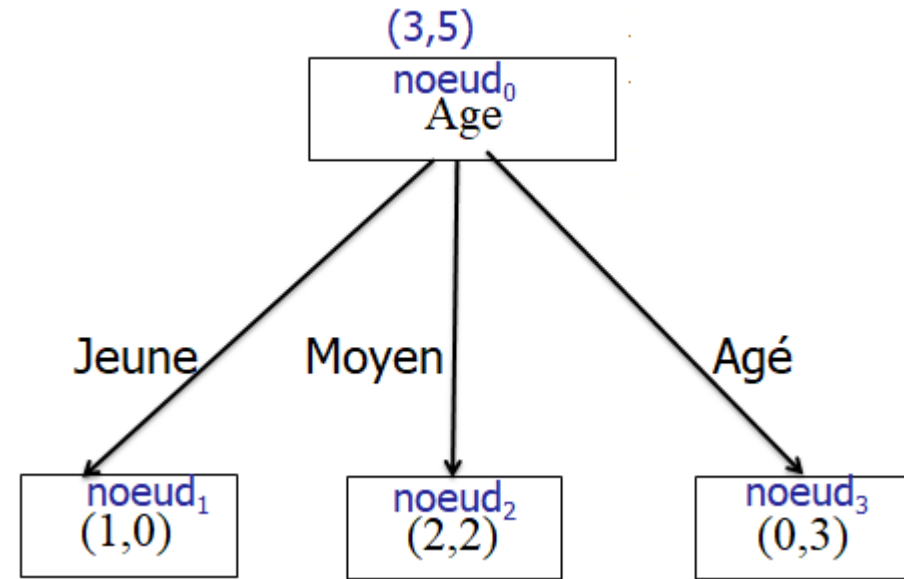 (3,5)
noeud₀
Age
Jeune Moyen Agé
noeud₁ noeud₂ noeud₃
(1,0) (2,2) (0,3)